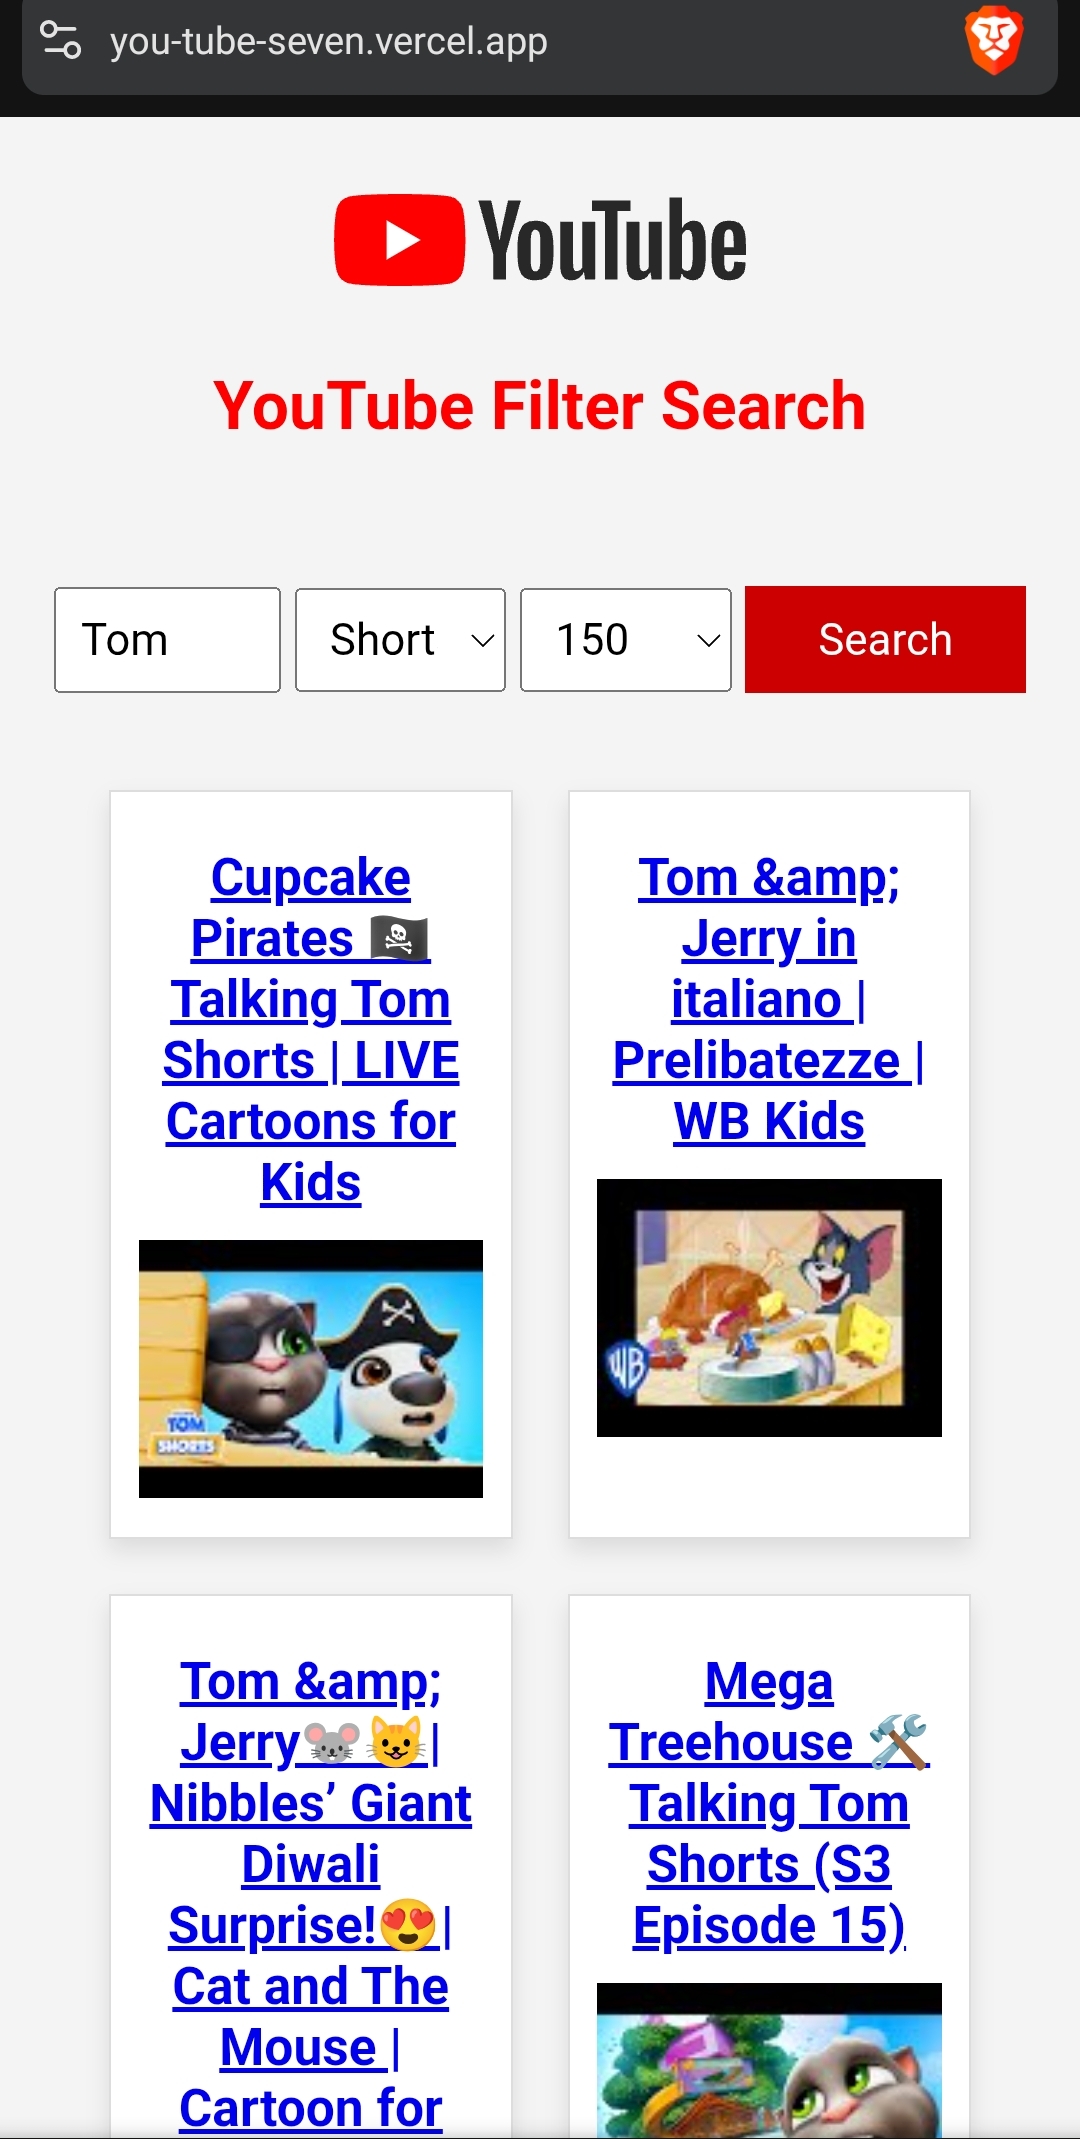 you-tube-seven.vercel.app
YouTube
YouTube Filter Search
Tom
Short
150
Search
Cupcake
Pirates 🏴‍☠️
Talking Tom
Shorts | LIVE
Cartoons for
Kids
TOM
SHORTS
Tom &amp;
Jerry in
italiano |
Prelibatezze |
WB Kids
WB
Tom &amp;
Jerry🐭😺|
Nibbles’ Giant
Diwali
Surprise!😍|
Cat and The
Mouse |
Cartoon for
Mega
Treehouse 🛠️
Talking Tom
Shorts (S3
Episode 15)